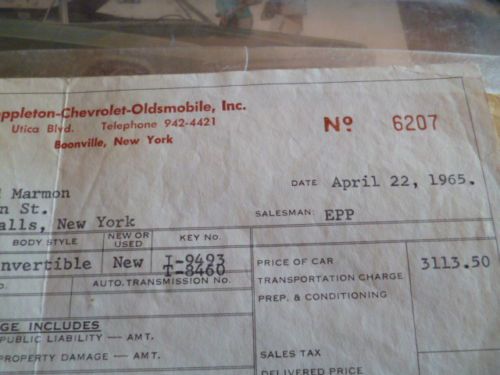 ppleton-Chevrolet-Oldsmobile, Inc.
Utica Blvd. Telephone 942-4421
Boonville, New York
Nº 6207
Marmon
DATE April 22, 1965.
n St.
SALESMAN: EPP
alls, New York
BODY STYLE NEW OR USED KEY No.
nvertible New I-9493
T-8460
PRICE OF CAR 3113.50
TRANSPORTATION CHARGE
AUTO. TRANSMISSION No.
PREP. & CONDITIONING
GE INCLUDES
PUBLIC LIABILITY — AMT.
PROPERTY DAMAGE — AMT.
SALES TAX
DELIVERED PRICE